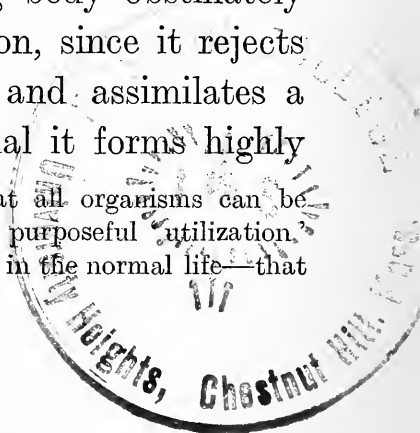 body obstinately
on, since it rejects
and assimilates a
al it forms highly
at all organisms can be
purposeful utilization.'
in the normal life—that
Heights, Chestnut Hill,